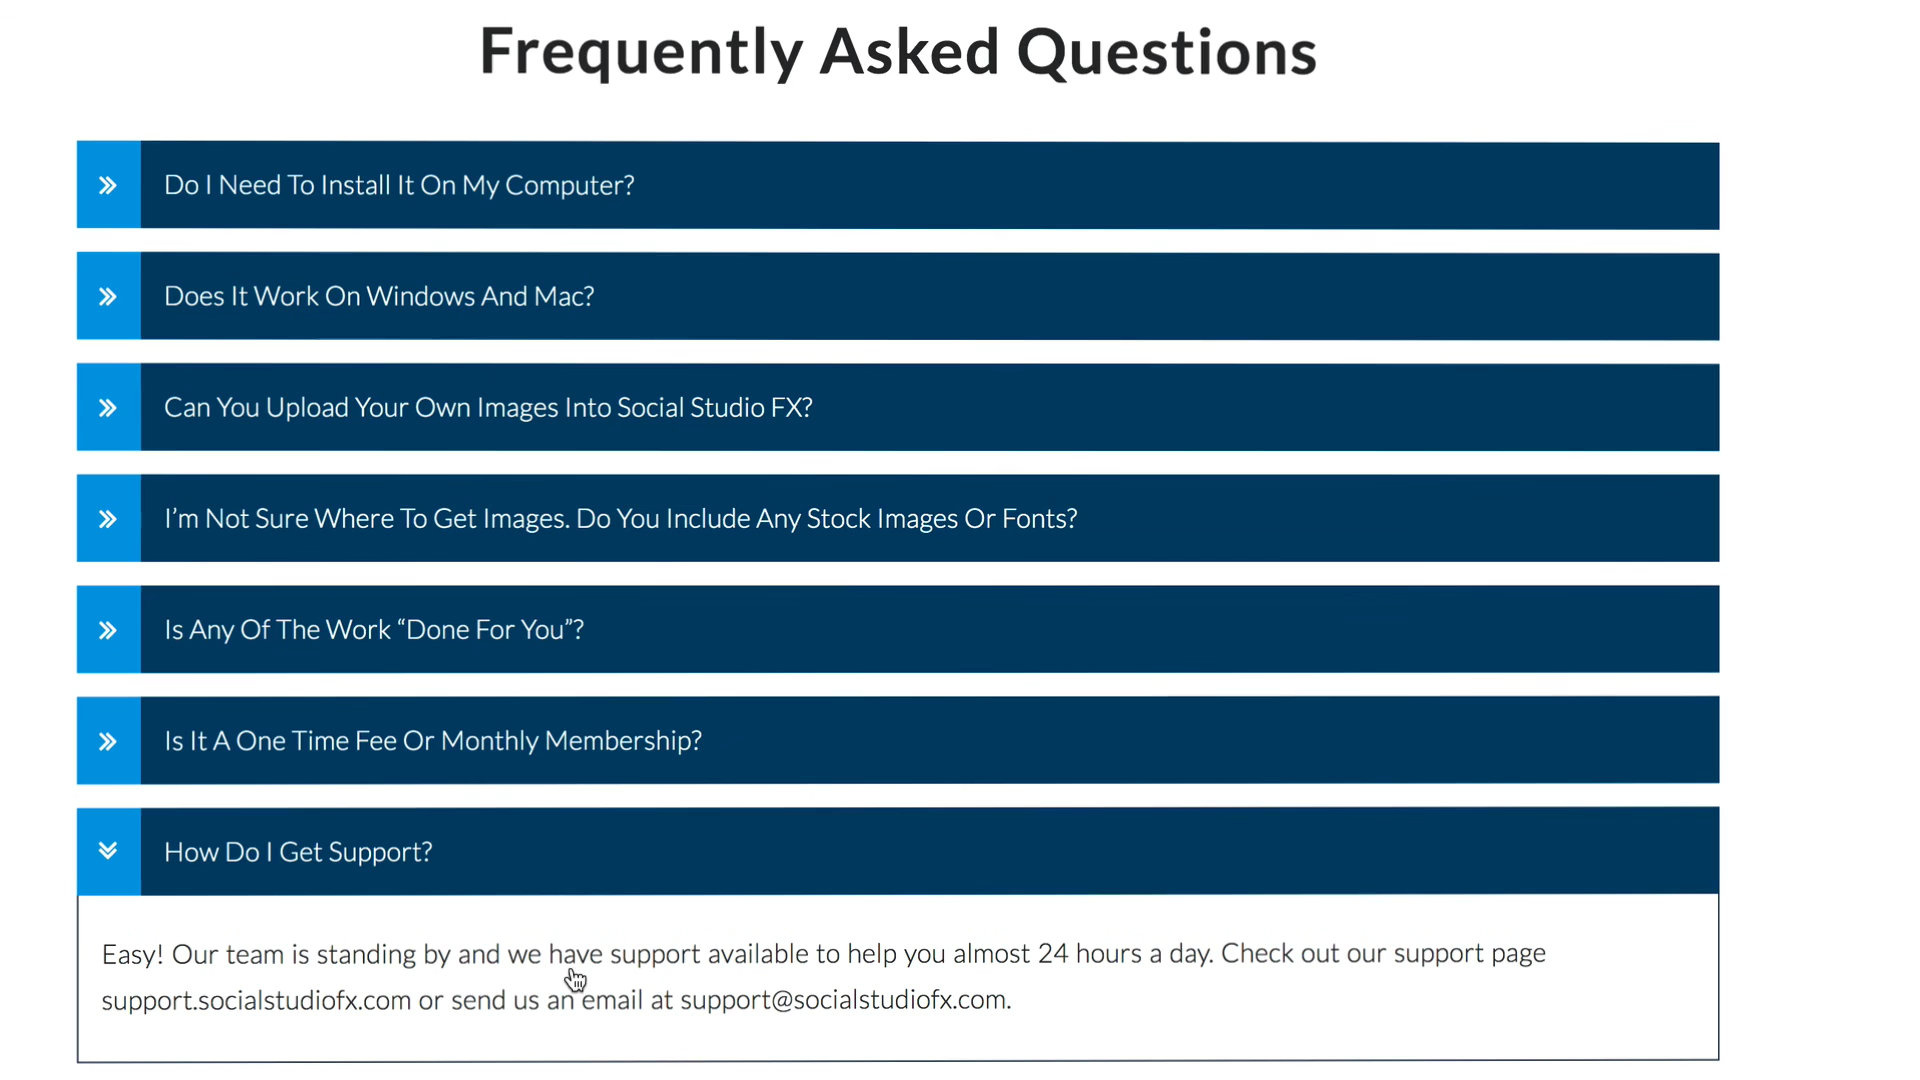 Frequently Asked Questions
Do I Need To Install It On My Computer?
Does It Work On Windows And Mac?
Can You Upload Your Own Images Into Social Studio FX?
I’m Not Sure Where To Get Images. Do You Include Any Stock Images Or Fonts?
Is Any Of The Work “Done For You”?
Is It A One Time Fee Or Monthly Membership?
How Do I Get Support?
Easy! Our team is standing by and we have support available to help you almost 24 hours a day. Check out our support page
support.socialstudiofx.com or send us an email at support@socialstudiofx.com.